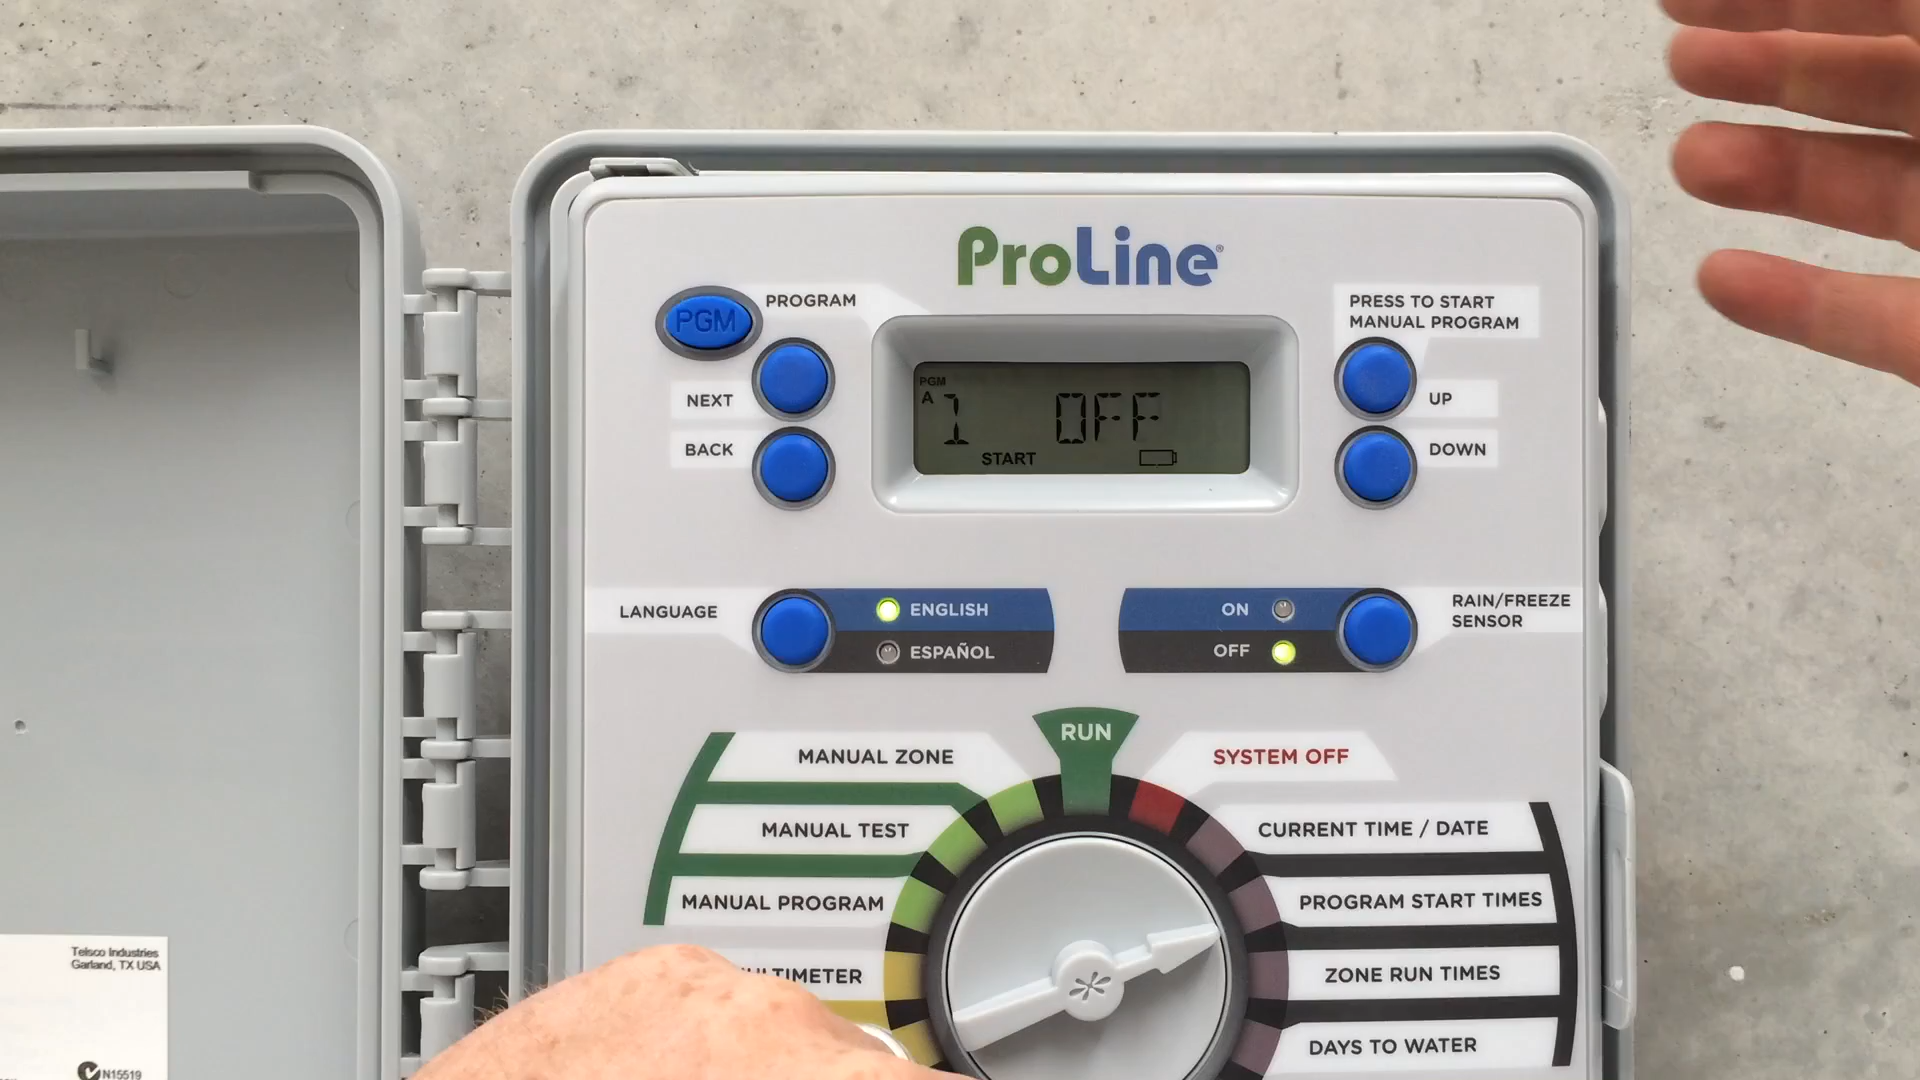 ProLine®
PGM
PROGRAM
NEXT
BACK
PRESS TO START
MANUAL PROGRAM
UP
DOWN
PGM
A 1 OFF
START
LANGUAGE
ENGLISH
ESPAÑOL
ON
OFF
RAIN/FREEZE
SENSOR
RUN
MANUAL ZONE
MANUAL TEST
MANUAL PROGRAM
SYSTEM OFF
CURRENT TIME / DATE
PROGRAM START TIMES
ZONE RUN TIMES
DAYS TO WATER
Telsco Industries
Garland, TX USA
N15519